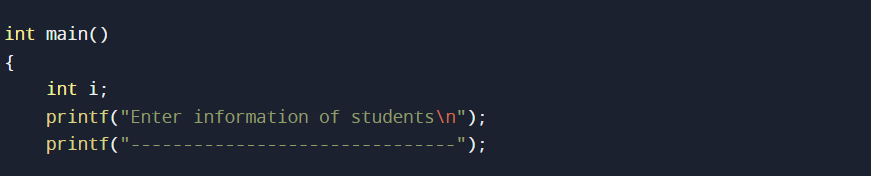 int main()
{
    int i;
    printf("Enter information of students\n");
    printf("-------------------------------");